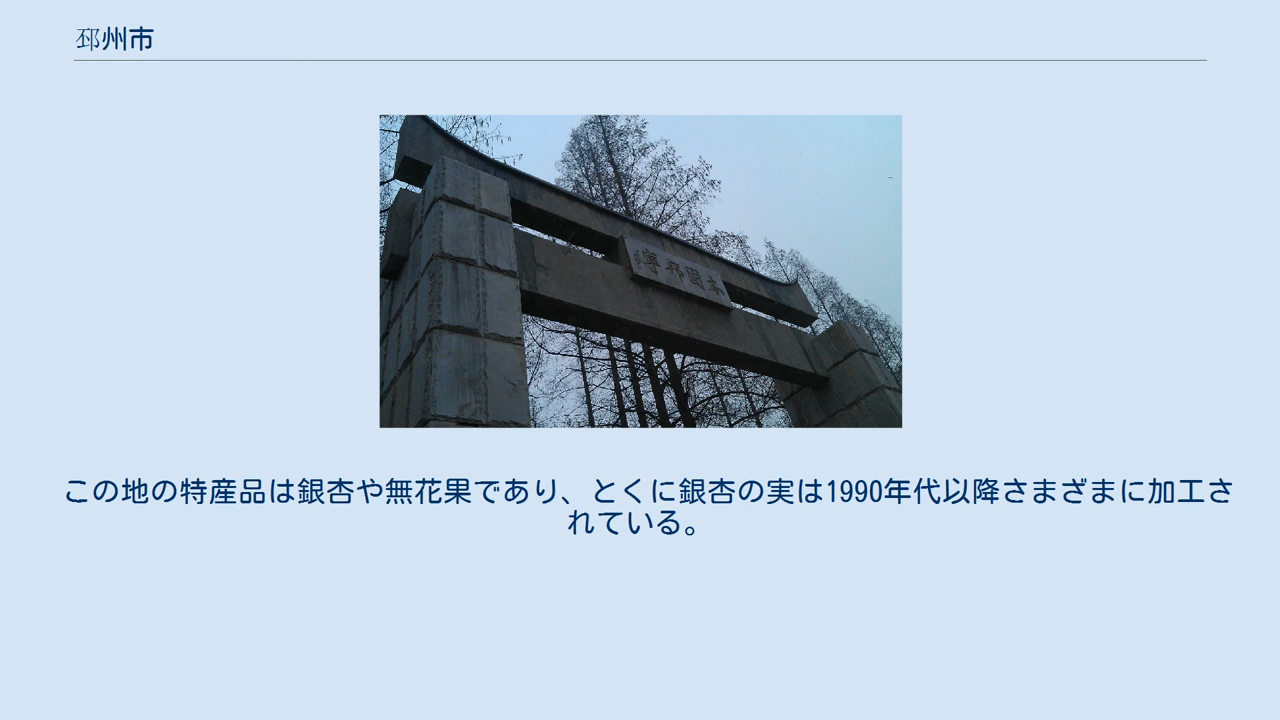 邳州市
この地の特産品は銀杏や無花果であり、とくに銀杏の実は1990年代以降さまざまに加工さ
れている。